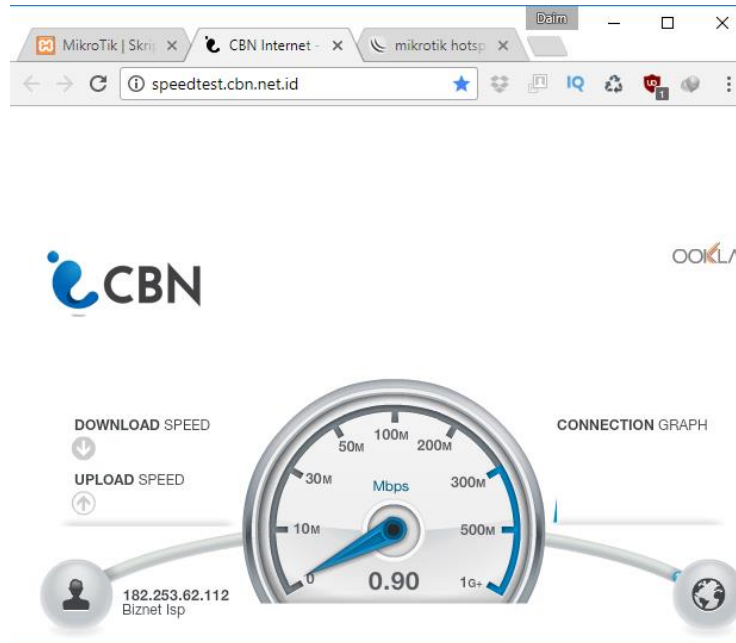 Daim
MikroTik | Skrip
CBN Internet -
mikrotik hotsp
speedtest.cbn.net.id
IQ
1
CBN
OOKLA
DOWNLOAD SPEED
UPLOAD SPEED
CONNECTION GRAPH
50M
100M
200M
30M
Mbps
300M
10M
500M
0
0.90
1G+
182.253.62.112
Biznet Isp